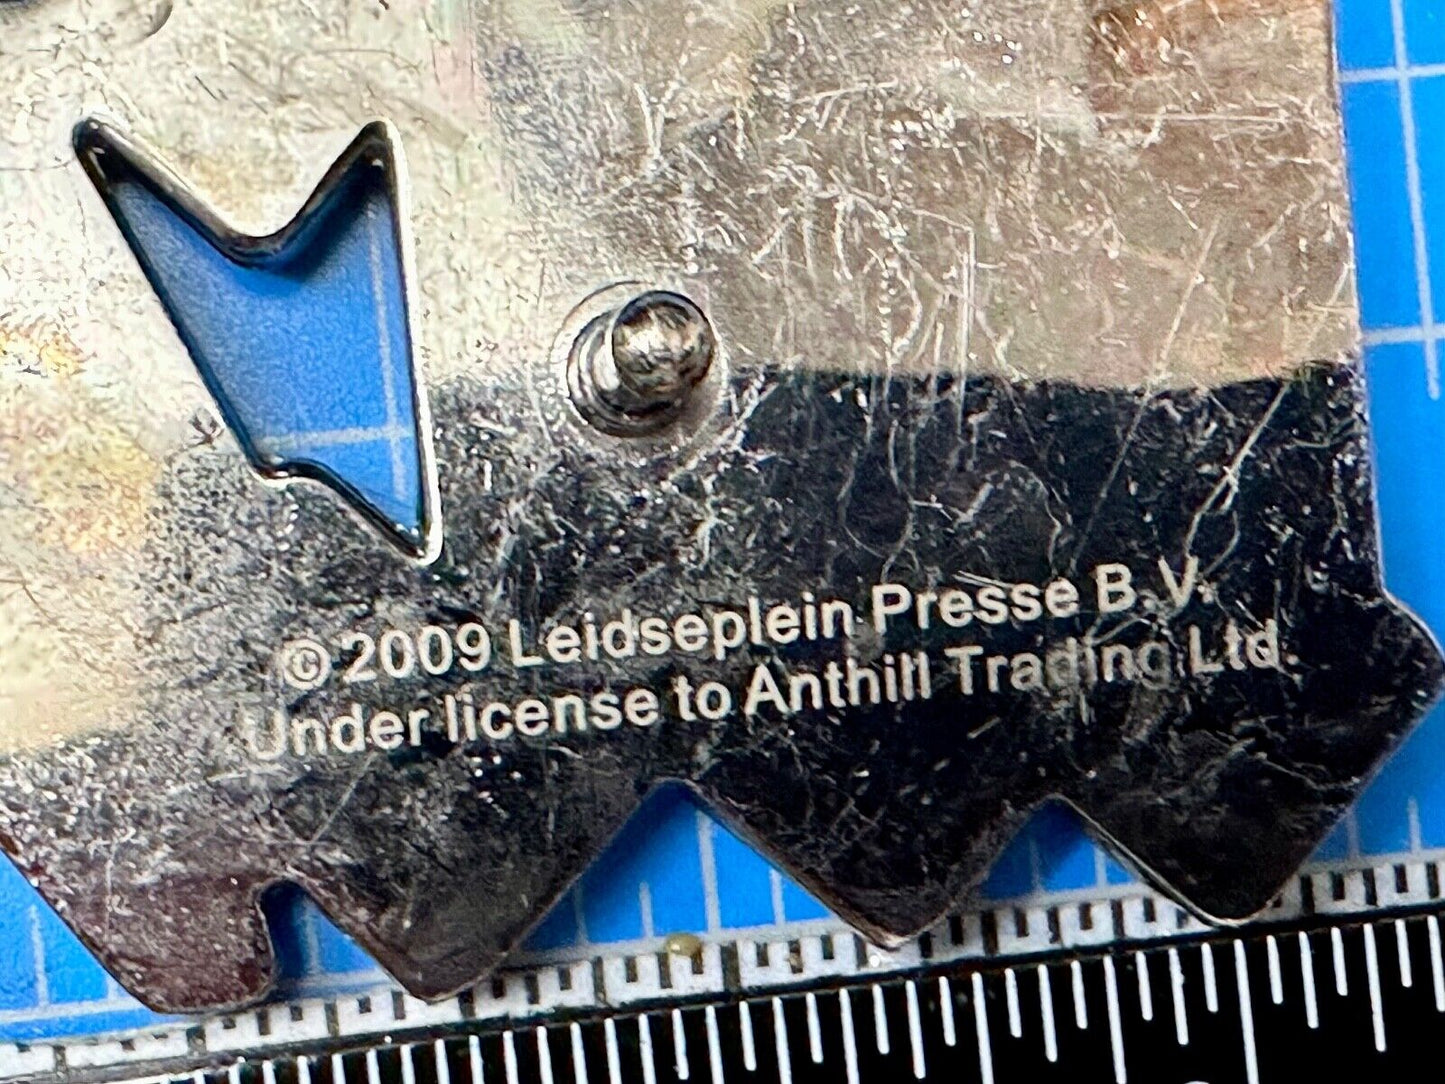 © 2009 Leidseplein Presse B.V.
Under license to Anthill Trading Ltd.